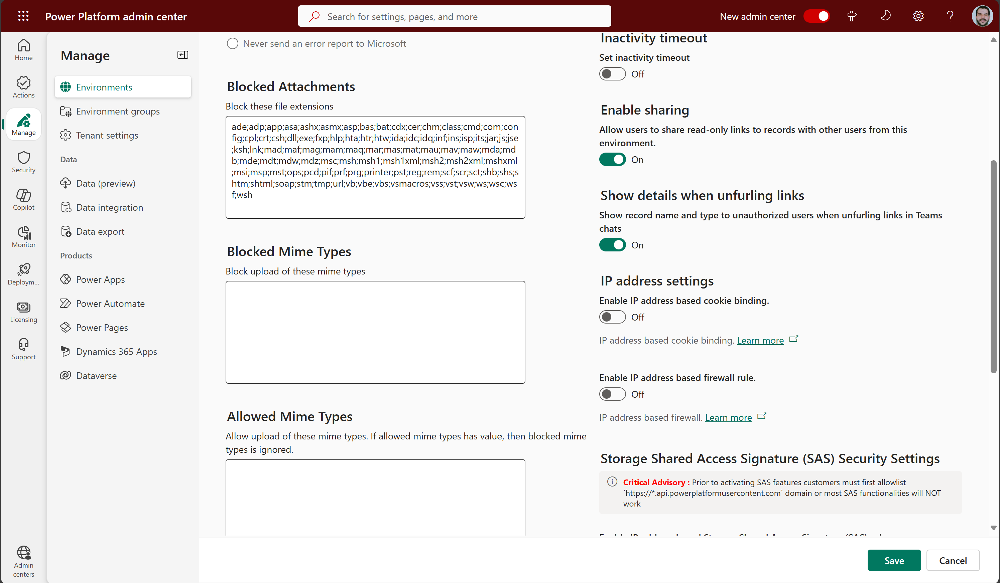 Power Platform admin center
Search for settings, pages, and more
New admin center
Home
Actions
Manage
Security
Copilot
Monitor
Deploym...
Licensing
Support
Admin
centers
Manage
Environments
Environment groups
Tenant settings
Data
Data (preview)
Data integration
Data export
Products
Power Apps
Power Automate
Power Pages
Dynamics 365 Apps
Dataverse
Never send an error report to Microsoft
Blocked Attachments
Block these file extensions
ade;adp;app;asa;ashx;asmx;asp;bas;bat;cdx;cer;chm;class;cmd;com;con
fig;cpl;crt;csh;dll;exe;fxp;hlp;hta;htr;htw;ida;idc;idq;inf;ins;isp;its;jar;js;jse
;ksh;lnk;mad;maf;mag;mam;maq;mar;mas;mat;mau;mav;maw;mda;md
b;mde;mdt;mdw;mdz;msc;msh;msh1;msh1xml;msh2;msh2xml;mshxml
;msi;msp;mst;ops;pcd;pif;prf;prg;printer;pst;reg;rem;scf;scr;sct;shb;shs;s
htm;shtml;soap;stm;tmp;url;vb;vbe;vbs;vsmacros;vss;vst;vsw;ws;wsc;ws
f;wsh
Blocked Mime Types
Block upload of these mime types
Allowed Mime Types
Allow upload of these mime types. If allowed mime types has value, then blocked mime
types is ignored.
Inactivity timeout
Set inactivity timeout
Off
Enable sharing
Allow users to share read-only links to records with other users from this
environment.
On
Show details when unfurling links
Show record name and type to unauthorized users when unfurling links in Teams
chats
On
IP address settings
Enable IP address based cookie binding.
Off
IP address based cookie binding. Learn more
Enable IP address based firewall rule.
Off
IP address based firewall. Learn more
Storage Shared Access Signature (SAS) Security Settings
Critical Advisory : Prior to activating SAS features customers must first allowlist
`https://*.api.powerplatformusercontent.com` domain or most SAS functionalities will NOT
work
Save
Cancel